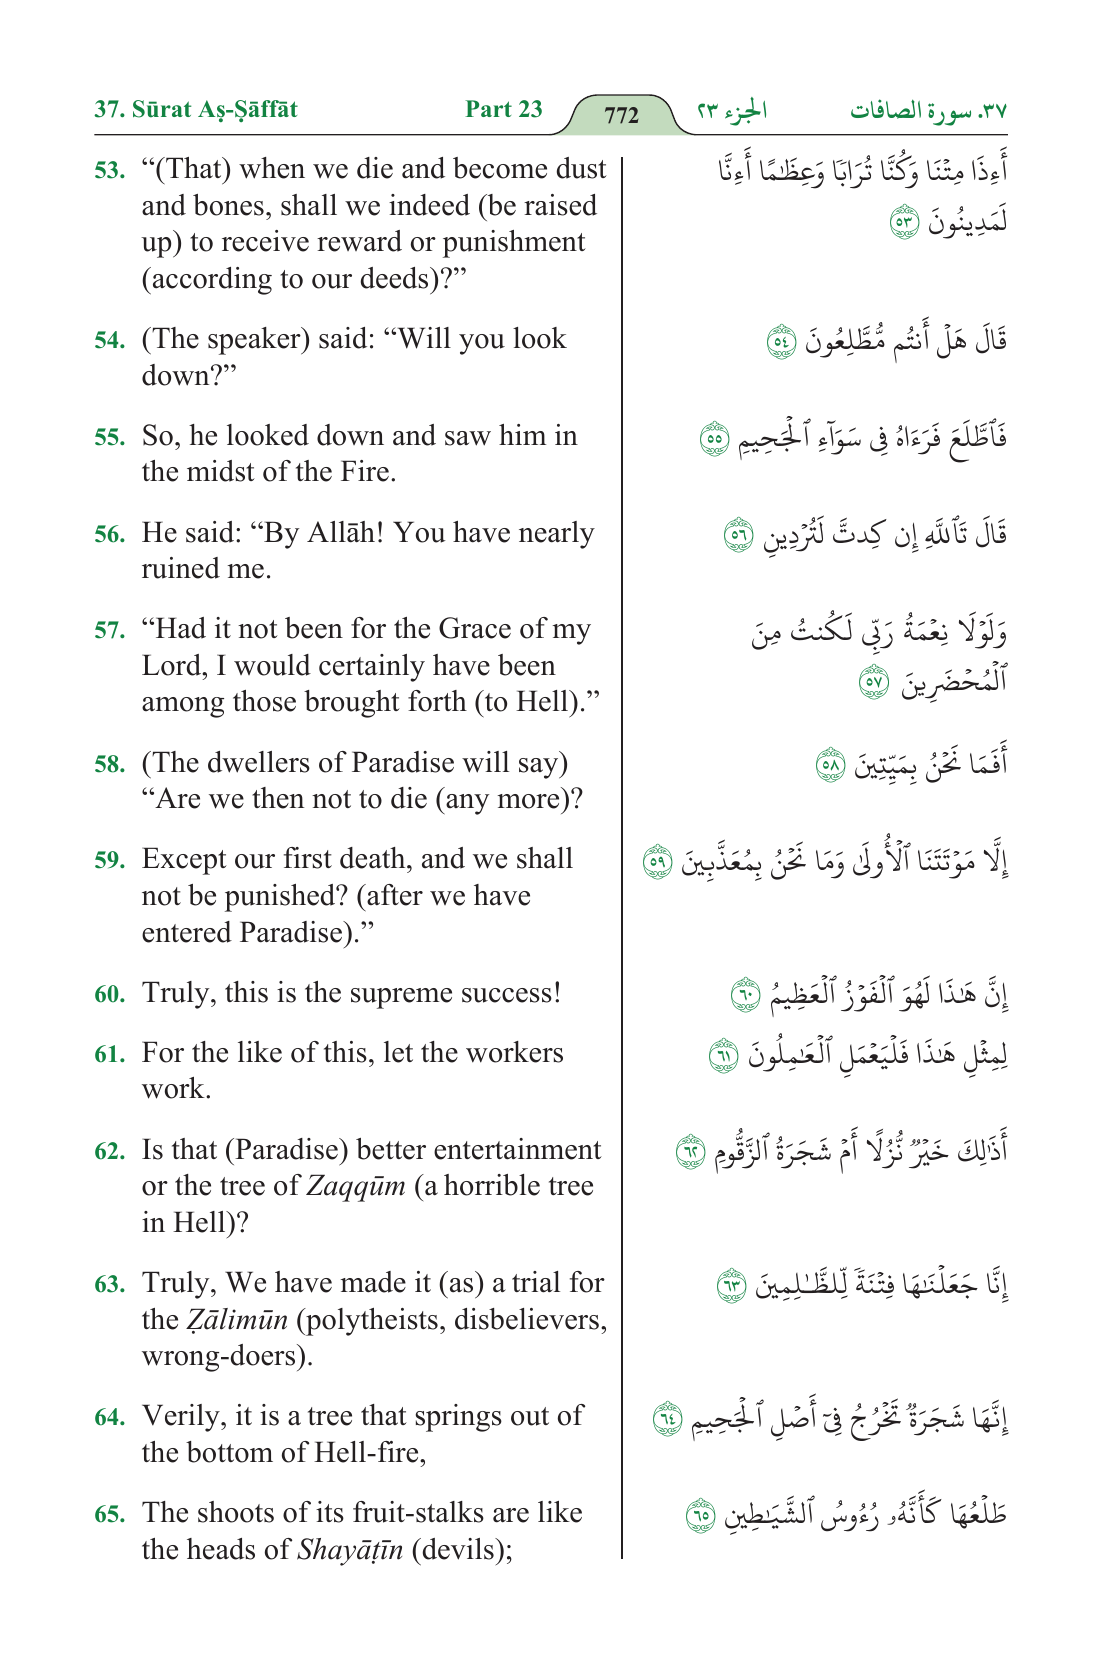 37. Sūrat Aṣ-Ṣāffāt Part 23 772 الجزء ٢٣ ٣٧. سورة الصافات
53. “(That) when we die and become dust
and bones, shall we indeed (be raised
up) to receive reward or punishment
(according to our deeds)?”
أَءِذَا مِتْنَا وَكُنَّا تُرَابًا وَعِظَٰمًا أَءِنَّا
لَمَدِينُونَ ٥٣
54. (The speaker) said: “Will you look
down?”
قَالَ هَلْ أَنتُم مُّطَّلِعُونَ ٥٤
55. So, he looked down and saw him in
the midst of the Fire.
فَٱطَّلَعَ فَرَءَاهُ فِى سَوَآءِ ٱلْجَحِيمِ ٥٥
56. He said: “By Allāh! You have nearly
ruined me.
قَالَ تَٱللَّهِ إِن كِدتَّ لَتُرْدِينِ ٥٦
57. “Had it not been for the Grace of my
Lord, I would certainly have been
among those brought forth (to Hell).”
وَلَوْلَا نِعْمَةُ رَبِّى لَكُنتُ مِنَ
ٱلْمُحْضَرِينَ ٥٧
58. (The dwellers of Paradise will say)
“Are we then not to die (any more)?
أَفَمَا نَحْنُ بِمَيِّتِينَ ٥٨
59. Except our first death, and we shall
not be punished? (after we have
entered Paradise).”
إِلَّا مَوْتَتَنَا ٱلْأُولَىٰ وَمَا نَحْنُ بِمُعَذَّبِينَ ٥٩
60. Truly, this is the supreme success!
إِنَّ هَٰذَا لَهُوَ ٱلْفَوْزُ ٱلْعَظِيمُ ٦٠
61. For the like of this, let the workers
work.
لِمِثْلِ هَٰذَا فَلْيَعْمَلِ ٱلْعَٰمِلُونَ ٦١
62. Is that (Paradise) better entertainment
or the tree of Zaqqūm (a horrible tree
in Hell)?
أَذَٰلِكَ خَيْرٌ نُّزُلًا أَمْ شَجَرَةُ ٱلزَّقُّومِ ٦٢
63. Truly, We have made it (as) a trial for
the Ẓālimūn (polytheists, disbelievers,
wrong-doers).
إِنَّا جَعَلْنَٰهَا فِتْنَةً لِّلظَّٰلِمِينَ ٦٣
64. Verily, it is a tree that springs out of
the bottom of Hell-fire,
إِنَّهَا شَجَرَةٌ تَخْرُجُ فِىٓ أَصْلِ ٱلْجَحِيمِ ٦٤
65. The shoots of its fruit-stalks are like
the heads of Shayāṭīn (devils);
طَلْعُهَا كَأَنَّهُۥ رُءُوسُ ٱلشَّيَٰطِينِ ٦٥